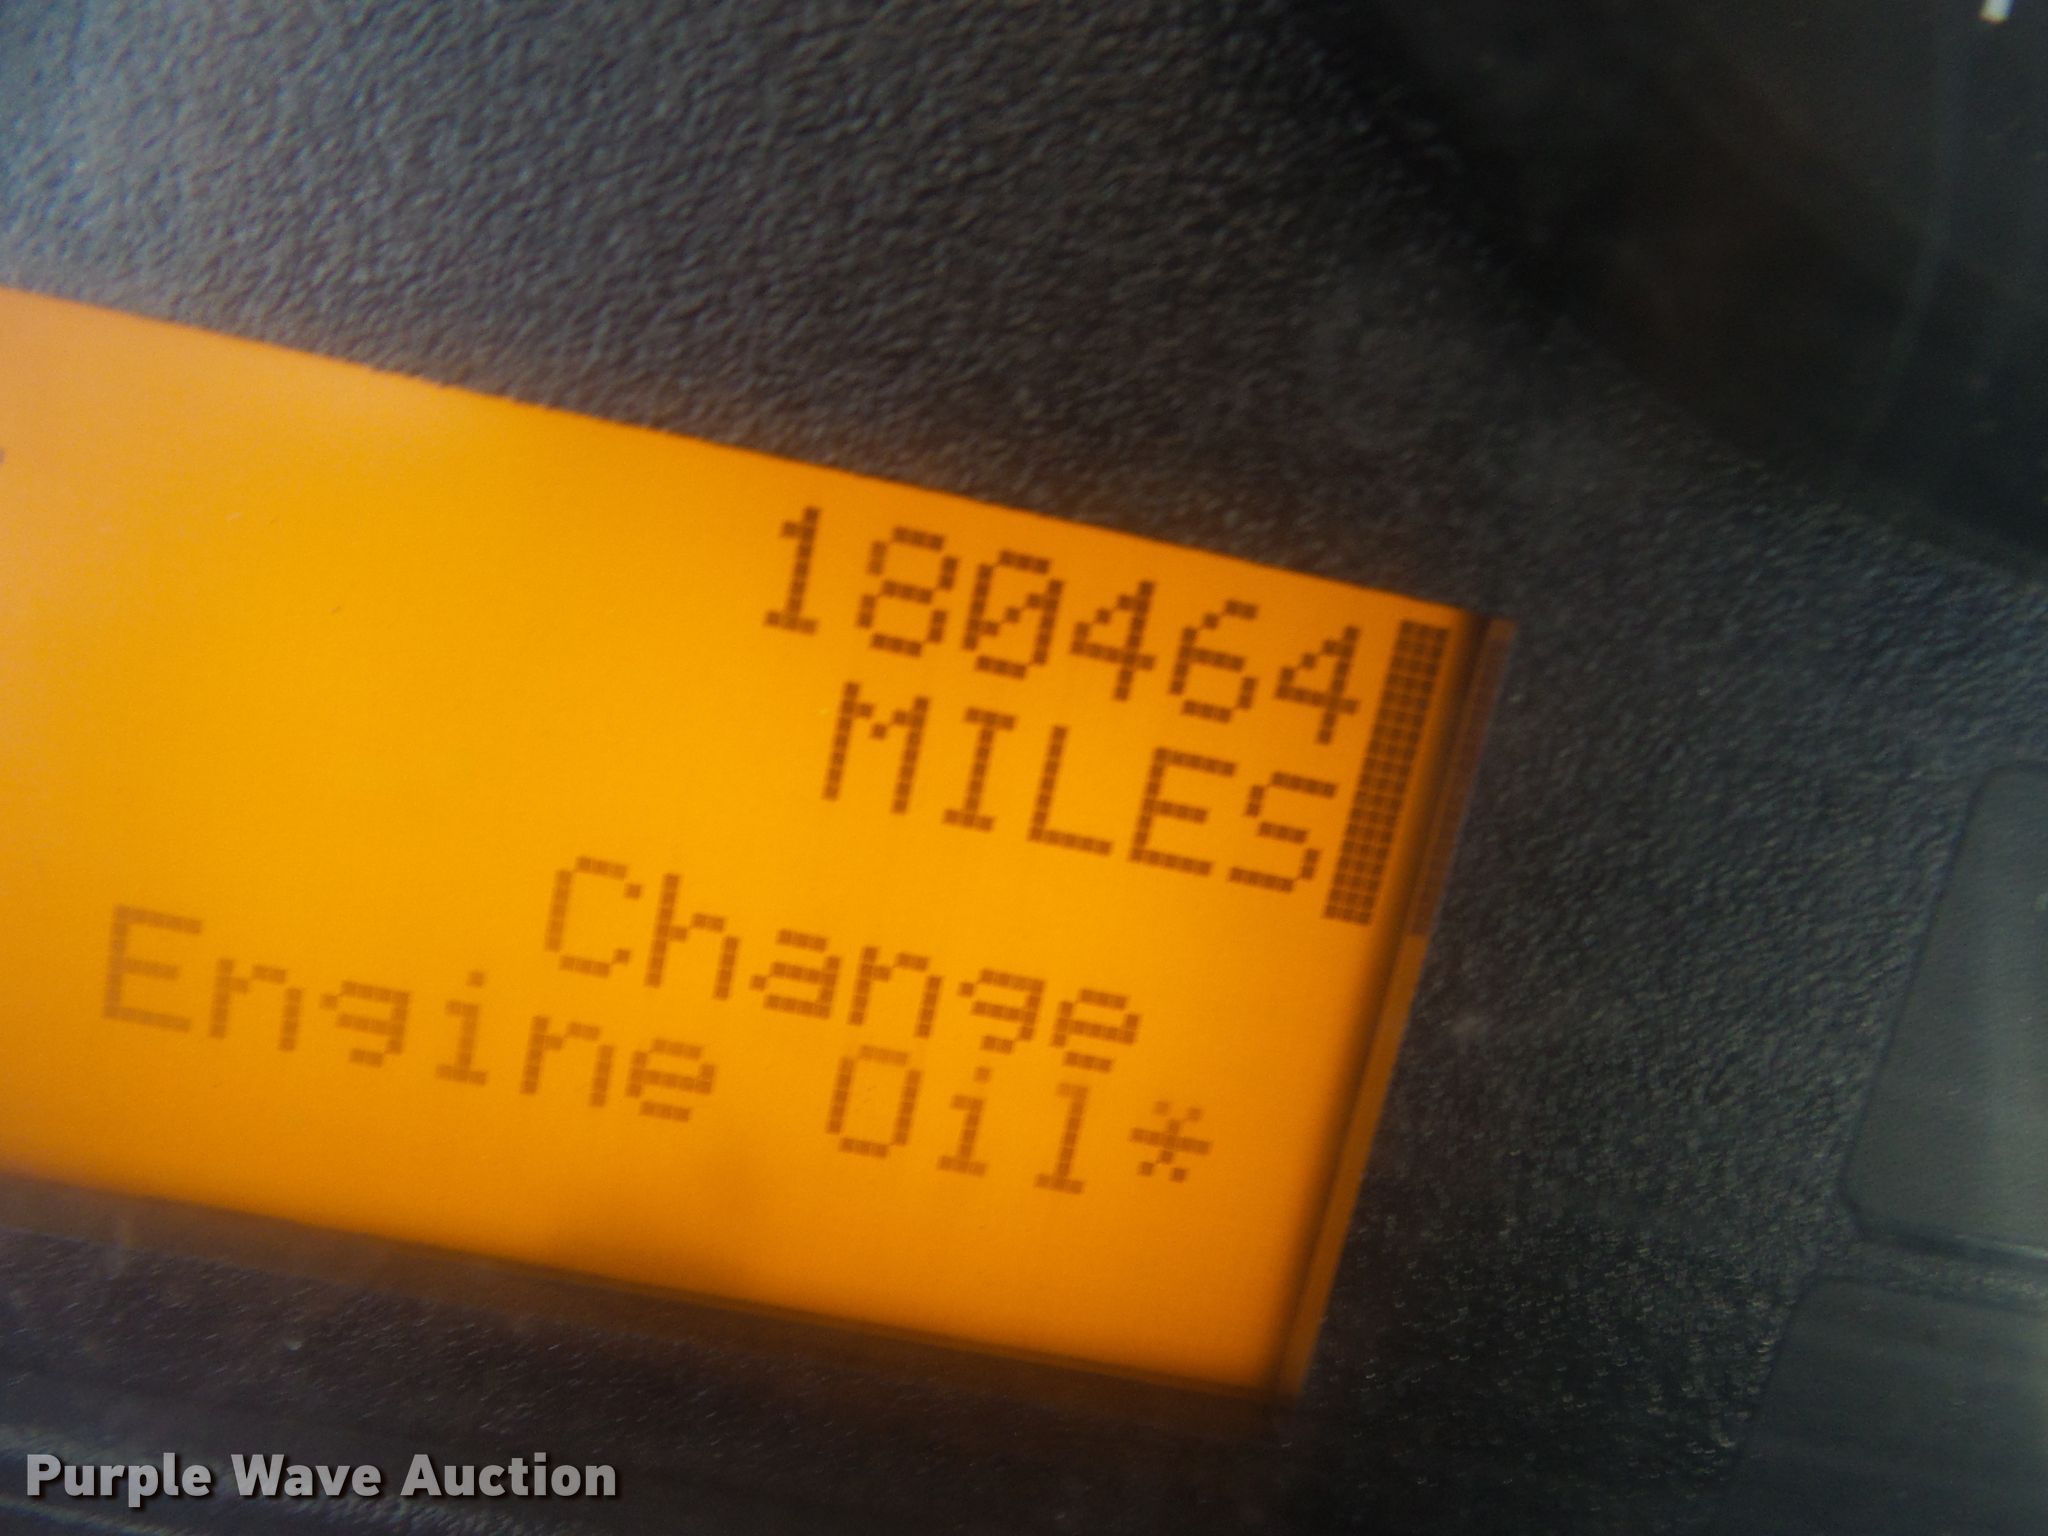 180464
MILES
Change
Engine Oil*
Purple Wave Auction